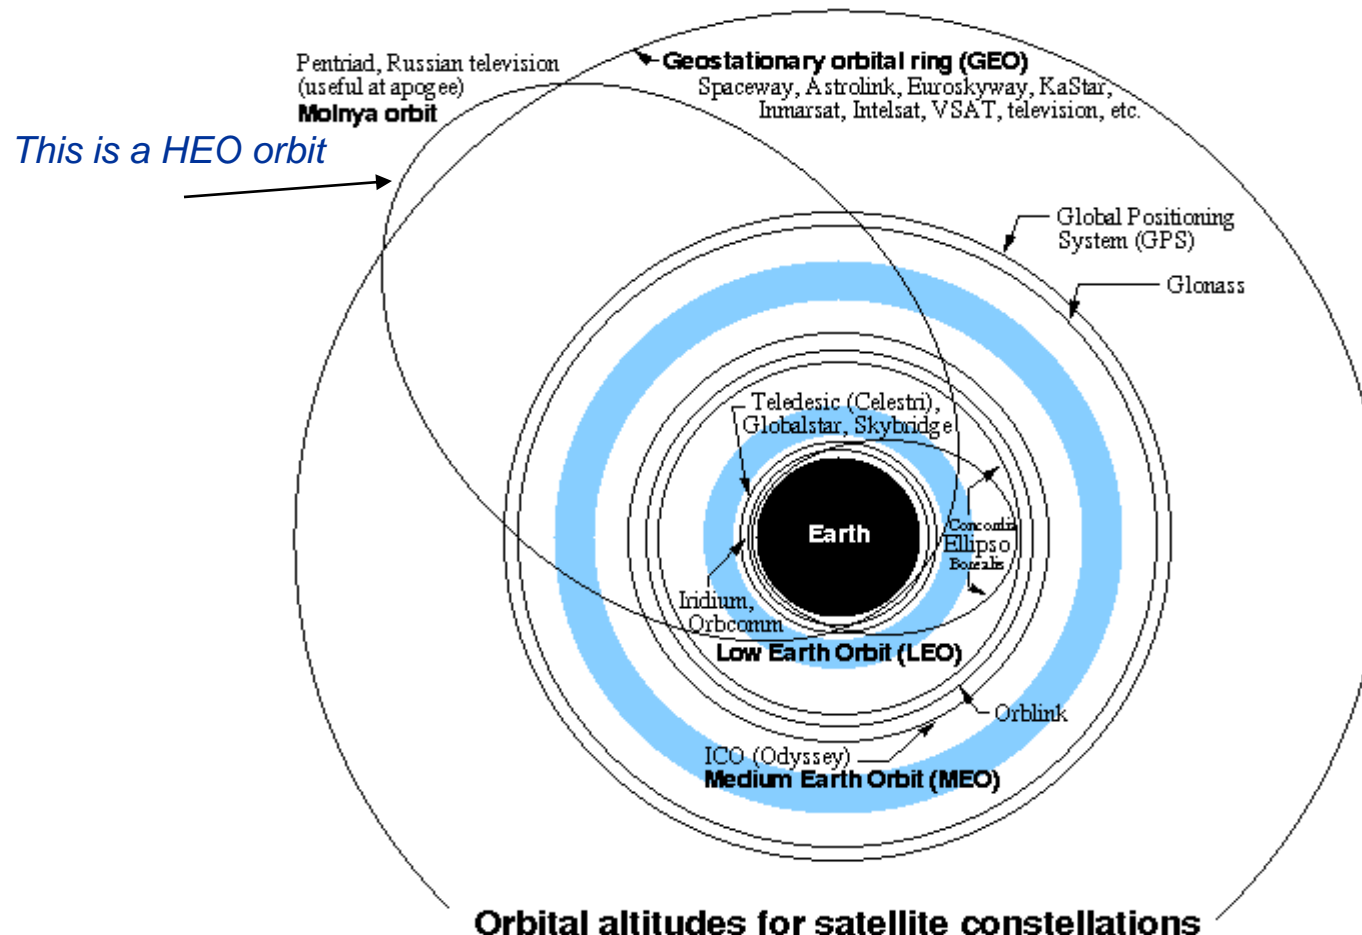 Pentriad, Russian television
(useful at apogee)
Molnya orbit
This is a HEO orbit
Geostationary orbital ring (GEO)
Spaceway, Astrolink, Euroskyway, KaStar,
Inmarsat, Intelsat, VSAT, television, etc.
Global Positioning
System (GPS)
Glonass
Teledesic (Celestri),
Globalstar, Skybridge
Earth
Concordia
Ellipso
Borealis
Iridium,
Orbcomm
Low Earth Orbit (LEO)
Orblink
ICO (Odyssey)
Medium Earth Orbit (MEO)
Orbital altitudes for satellite constellations